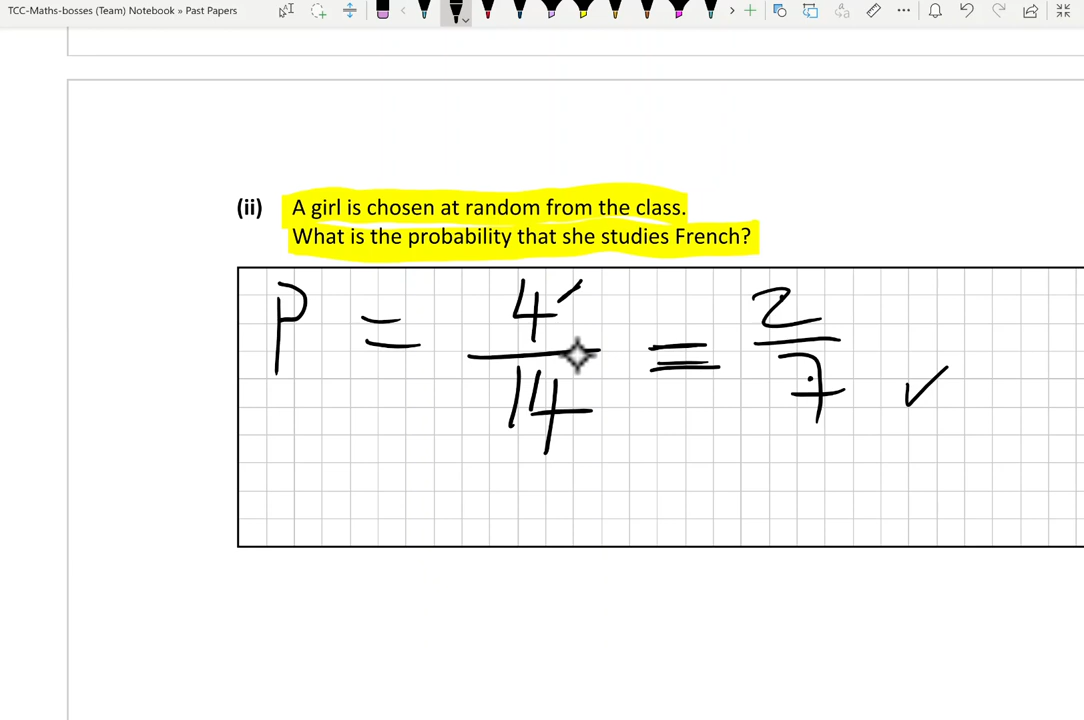 TCC-Maths-bosses (Team) Notebook » Past Papers
(ii) A girl is chosen at random from the class.
What is the probability that she studies French?
P = 4/14 = 2/7 ✓